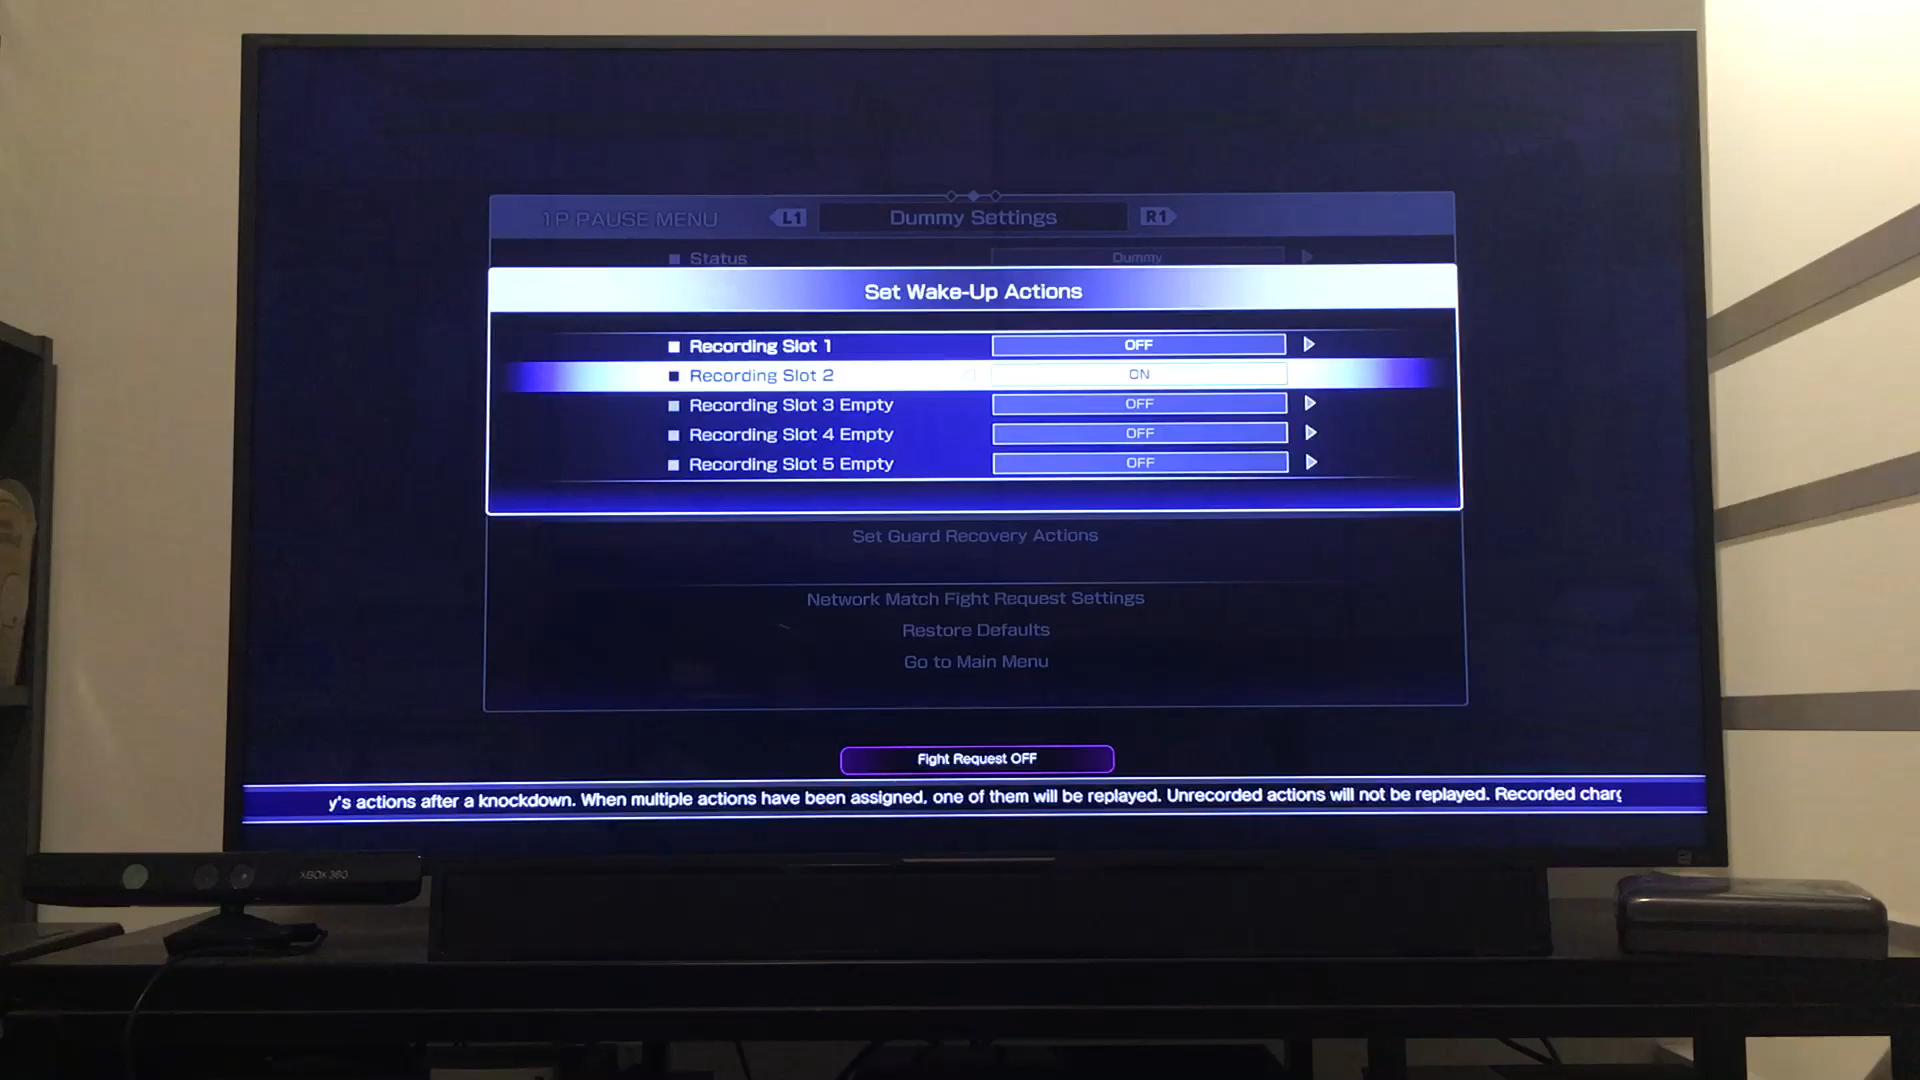 1P PAUSE MENU
L1
Dummy Settings
R1
Status
Dummy
Set Wake-Up Actions
Recording Slot 1
OFF
Recording Slot 2
ON
Recording Slot 3 Empty
OFF
Recording Slot 4 Empty
OFF
Recording Slot 5 Empty
OFF
Set Guard Recovery Actions
Network Match Fight Request Settings
Restore Defaults
Go to Main Menu
Fight Request OFF
y's actions after a knockdown. When multiple actions have been assigned, one of them will be replayed. Unrecorded actions will not be replayed. Recorded charg
XBOX 360